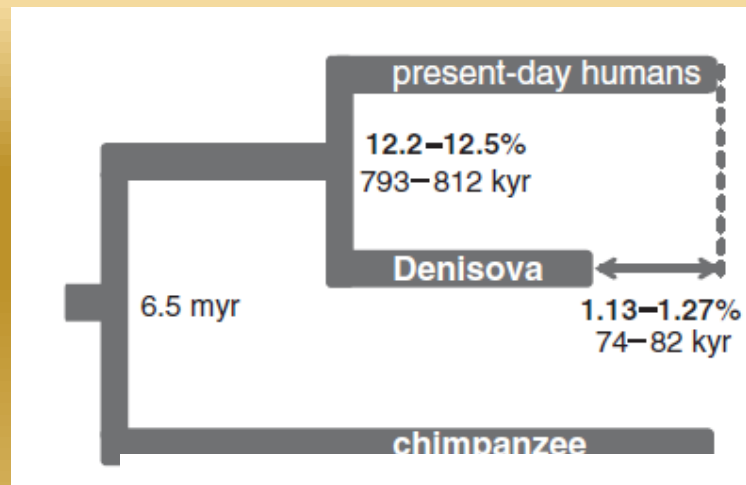 present-day humans
12.2–12.5%
793–812 kyr
Denisova
6.5 myr
1.13–1.27%
74–82 kyr
chimpanzee